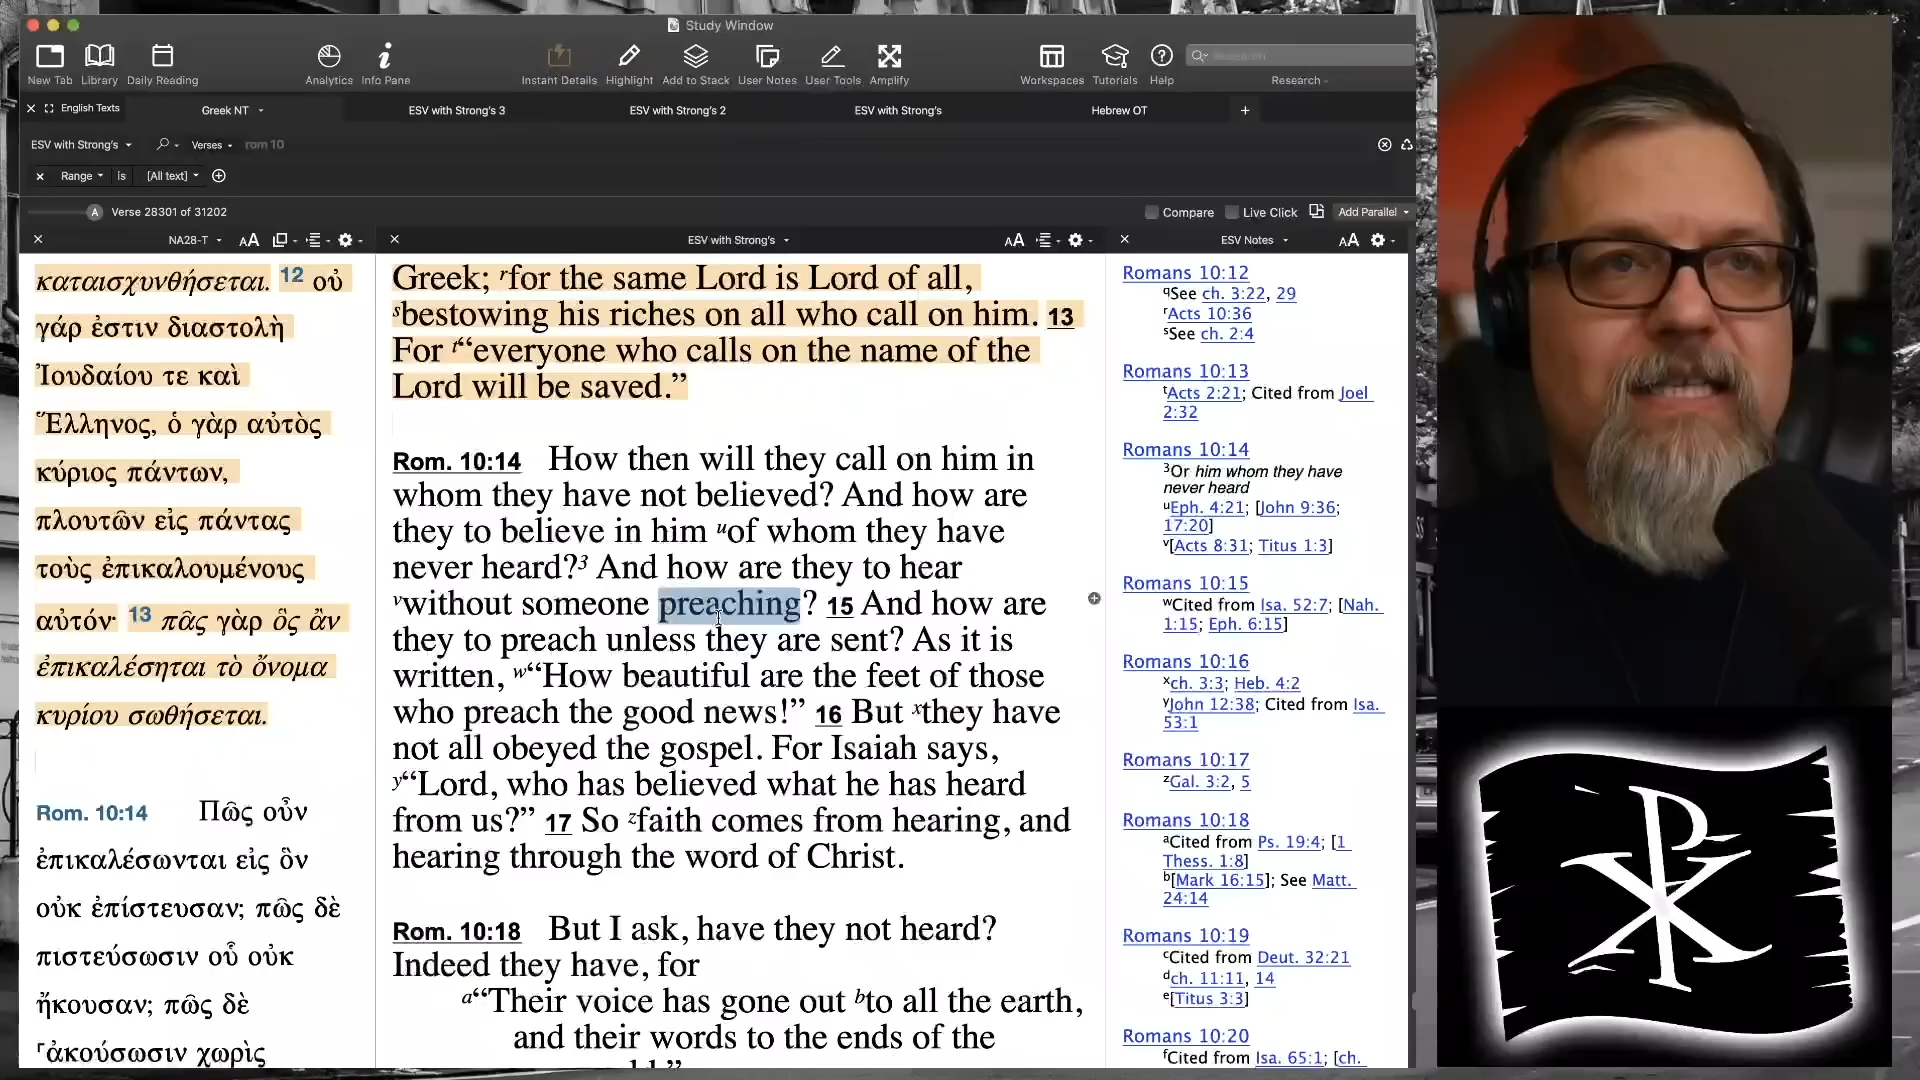 Study Window
New Tab Library Daily Reading Analytics Info Pane Instant Details Highlight Add to Stack User Notes User Tools Amplify Workspaces Tutorials Help Research
English Texts Greek NT ESV with Strong's 3 ESV with Strong's 2 ESV with Strong's Hebrew OT +
ESV with Strong's Verses rom 10
Range is [All text]
A Verse 28301 of 31202 Compare Live Click Add Parallel
NA28-T AA ESV with Strong's AA ESV Notes AA
καταισχυνθήσεται. 12 οὐ
γάρ ἐστιν διαστολὴ
Ἰουδαίου τε καὶ
Ἕλληνος, ὁ γὰρ αὐτὸς
κύριος πάντων,
πλουτῶν εἰς πάντας
τοὺς ἐπικαλουμένους
αὐτόν· 13 πᾶς γὰρ ὃς ἂν
ἐπικαλέσηται τὸ ὄνομα
κυρίου σωθήσεται.
Rom. 10:14 Πῶς οὖν
ἐπικαλέσωνται εἰς ὃν
οὐκ ἐπίστευσαν; πῶς δὲ
πιστεύσωσιν οὗ οὐκ
ἤκουσαν; πῶς δὲ
⸀ἀκούσωσιν χωρὶς
Greek; rfor the same Lord is Lord of all,
sbestowing his riches on all who call on him. 13
For t“everyone who calls on the name of the
Lord will be saved.”
Rom. 10:14 How then will they call on him in
whom they have not believed? And how are
they to believe in him uof whom they have
never heard?3 And how are they to hear
vwithout someone preaching? 15 And how are
they to preach unless they are sent? As it is
written, w“How beautiful are the feet of those
who preach the good news!” 16 But xthey have
not all obeyed the gospel. For Isaiah says,
y“Lord, who has believed what he has heard
from us?” 17 So zfaith comes from hearing, and
hearing through the word of Christ.
Rom. 10:18 But I ask, have they not heard?
Indeed they have, for
a“Their voice has gone out bto all the earth,
and their words to the ends of the
Romans 10:12
qSee ch. 3:22, 29
rActs 10:36
sSee ch. 2:4
Romans 10:13
tActs 2:21; Cited from Joel
2:32
Romans 10:14
3Or him whom they have
never heard
uEph. 4:21; [John 9:36;
17:20]
v[Acts 8:31; Titus 1:3]
Romans 10:15
wCited from Isa. 52:7; [Nah.
1:15; Eph. 6:15]
Romans 10:16
xch. 3:3; Heb. 4:2
yJohn 12:38; Cited from Isa.
53:1
Romans 10:17
zGal. 3:2, 5
Romans 10:18
aCited from Ps. 19:4; [1
Thess. 1:8]
b[Mark 16:15]; See Matt.
24:14
Romans 10:19
cCited from Deut. 32:21
dch. 11:11, 14
e[Titus 3:3]
Romans 10:20
fCited from Isa. 65:1; [ch.